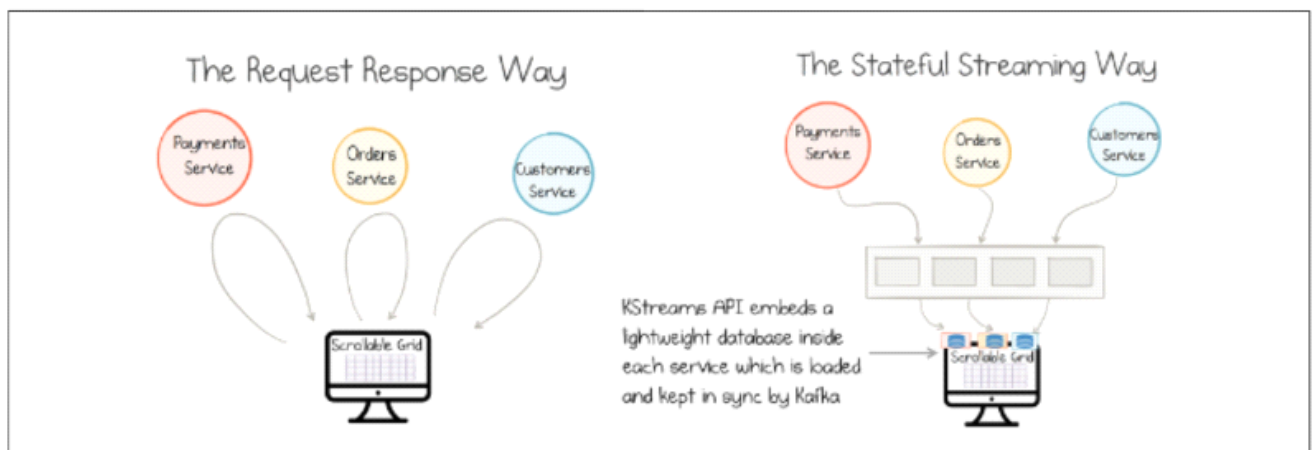 The Request Response Way
Payments
Service
Orders
Service
Customers
Service
Scrollable Grid
The Stateful Streaming Way
Payments
Service
Orders
Service
Customers
Service
KStreams API embeds a
lightweight database inside
each service which is loaded
and kept in sync by Kafka
Scrollable Grid